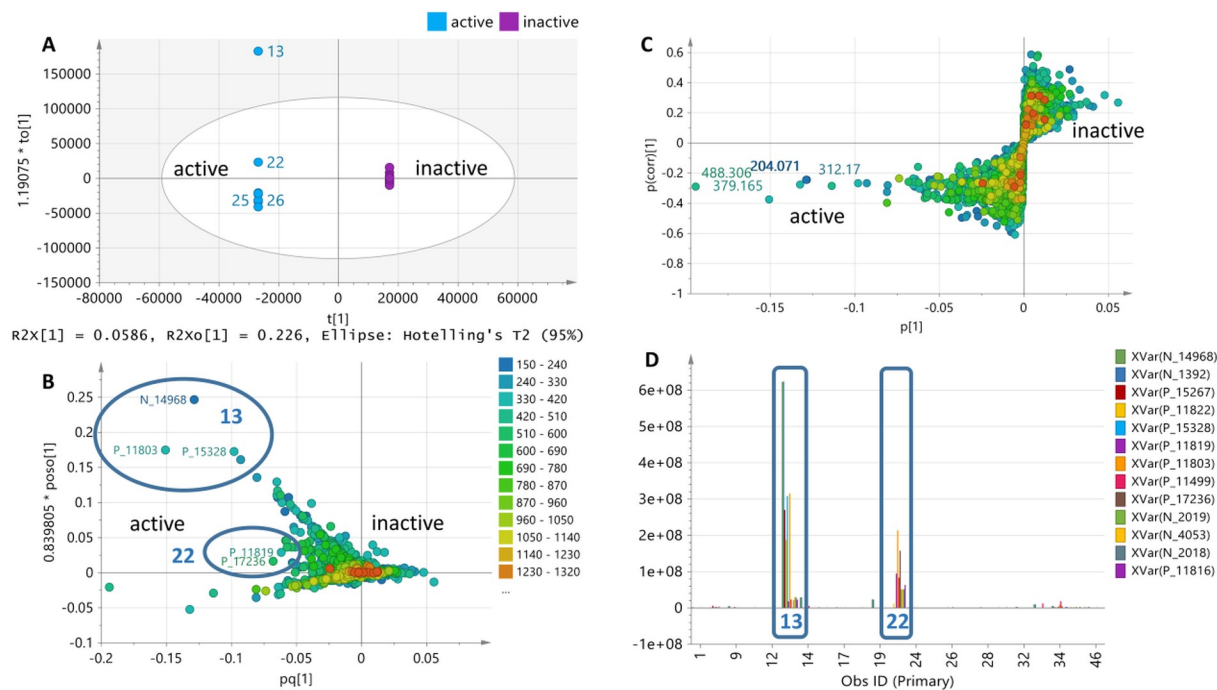 active inactive
A
13
150000
100000
50000
0
-50000
-100000
-150000
1.19075 * to[1]
active
22
inactive
25
26
-80000 -60000 -40000 -20000 0 20000 40000 60000
t[1]
R2X[1] = 0.0586, R2Xo[1] = 0.226, Ellipse: Hotelling's T2 (95%)
C
0.6
0.4
0.2
0
-0.2
-0.4
-0.6
-0.8
-1
p(corr)[1]
inactive
488.306
204.071
312.17
379.165
active
-0.15 -0.1 -0.05 0 0.05
p[1]
B
0.25
0.2
0.15
0.1
0.05
0
-0.05
-0.1
0.839805 * poso[1]
N_14968
13
P_11803
P_15328
active
inactive
22
P_11819
P_17236
-0.2 -0.15 -0.1 -0.05 0 0.05
pq[1]
150 - 240
240 - 330
330 - 420
420 - 510
510 - 600
600 - 690
690 - 780
780 - 870
870 - 960
960 - 1050
1050 - 1140
1140 - 1230
1230 - 1320
...
D
6e+08
5e+08
4e+08
3e+08
2e+08
1e+08
0
-1e+08
13
22
1 9 12 14 17 19 24 26 28 31 34 46
Obs ID (Primary)
XVar(N_14968)
XVar(N_1392)
XVar(P_15267)
XVar(P_11822)
XVar(P_15328)
XVar(P_11819)
XVar(P_11803)
XVar(P_11499)
XVar(P_17236)
XVar(N_2019)
XVar(N_4053)
XVar(N_2018)
XVar(P_11816)